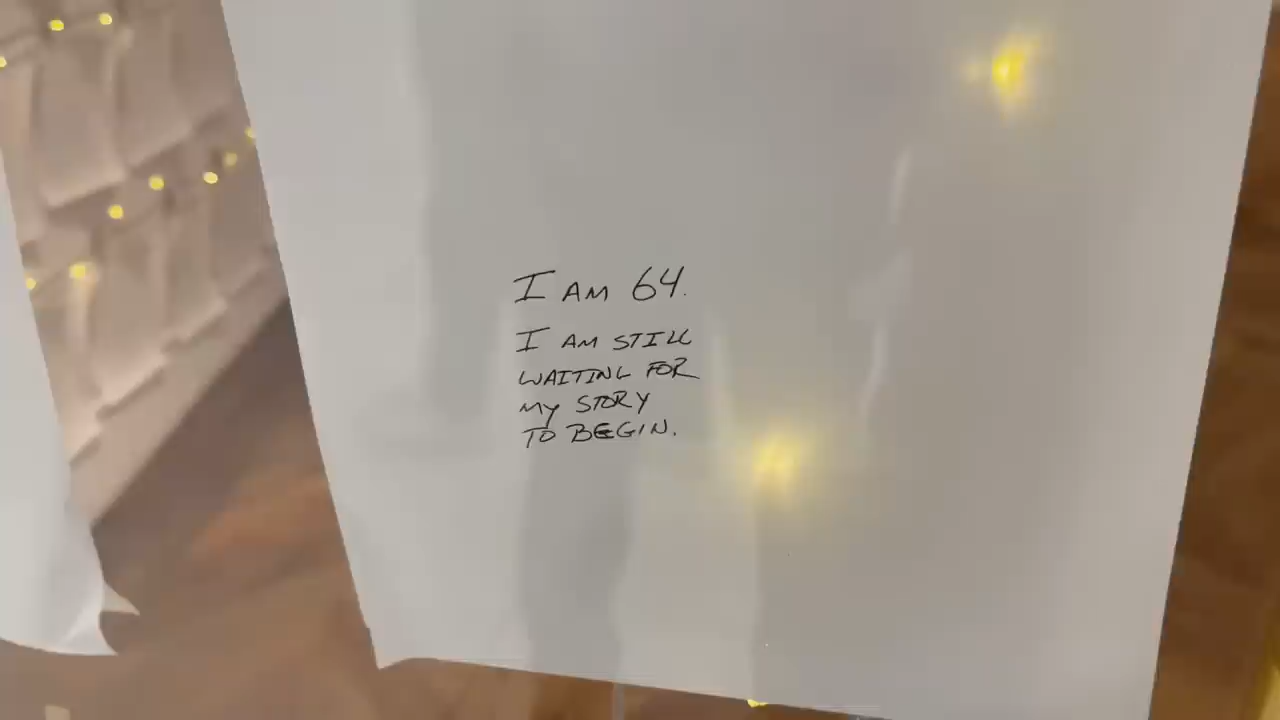 I AM 64.
I AM STILL
WAITING FOR
MY STORY
TO BEGIN.